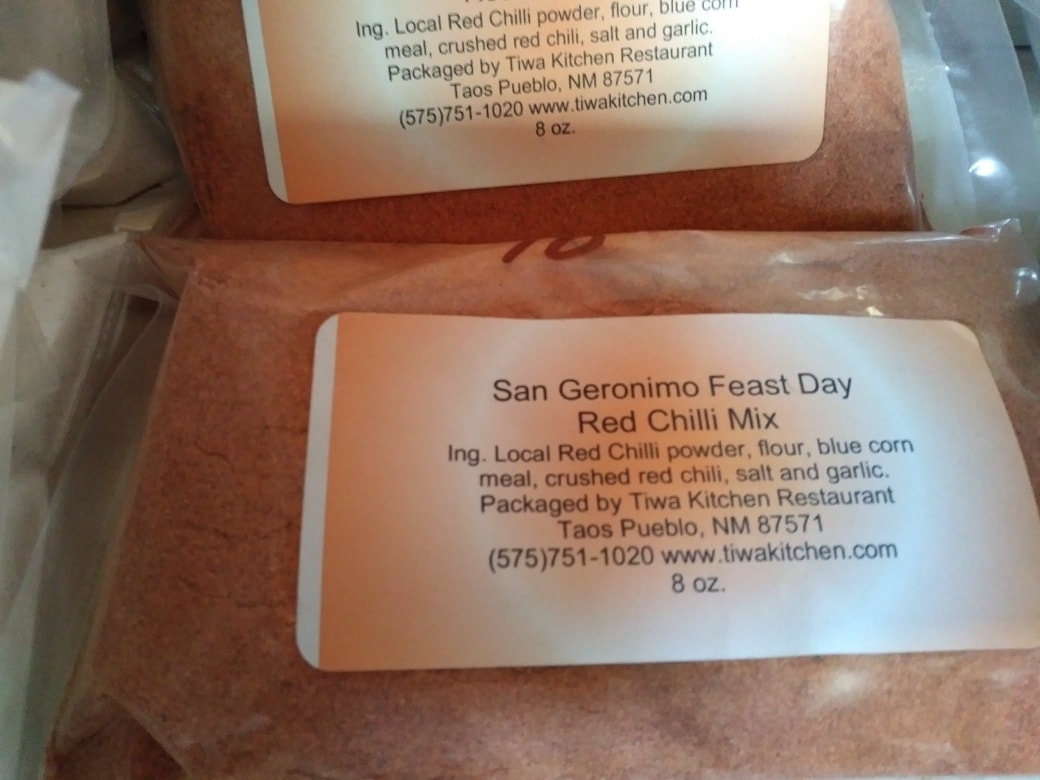 Ing. Local Red Chilli powder, flour, blue corn
meal, crushed red chili, salt and garlic.
Packaged by Tiwa Kitchen Restaurant
Taos Pueblo, NM 87571
(575)751-1020 www.tiwakitchen.com
8 oz.
San Geronimo Feast Day
Red Chilli Mix
Ing. Local Red Chilli powder, flour, blue corn
meal, crushed red chili, salt and garlic.
Packaged by Tiwa Kitchen Restaurant
Taos Pueblo, NM 87571
(575)751-1020 www.tiwakitchen.com
8 oz.